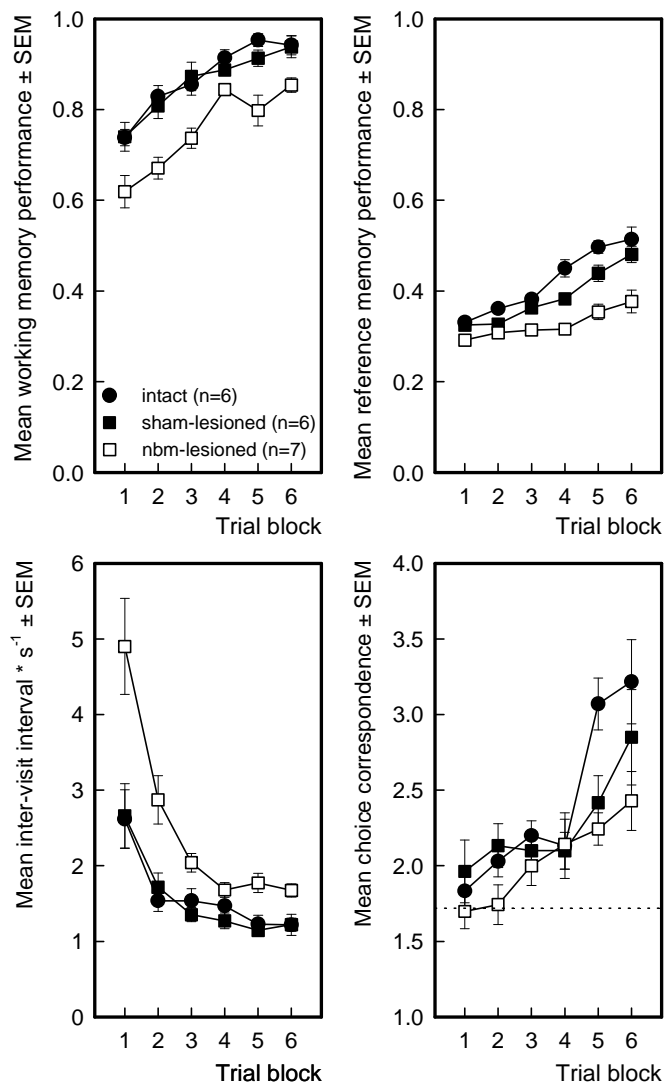 Mean working memory performance ± SEM
1.0
0.8
0.6
0.4
0.2
0.0
intact (n=6)
sham-lesioned (n=6)
nbm-lesioned (n=7)
1 2 3 4 5 6
Trial block
Mean reference memory performance ± SEM
1.0
0.8
0.6
0.4
0.2
0.0
1 2 3 4 5 6
Trial block
Mean inter-visit interval * s-1 ± SEM
6
5
4
3
2
1
0
1 2 3 4 5 6
Trial block
Mean choice correspondence ± SEM
4.0
3.5
3.0
2.5
2.0
1.5
1.0
1 2 3 4 5 6
Trial block